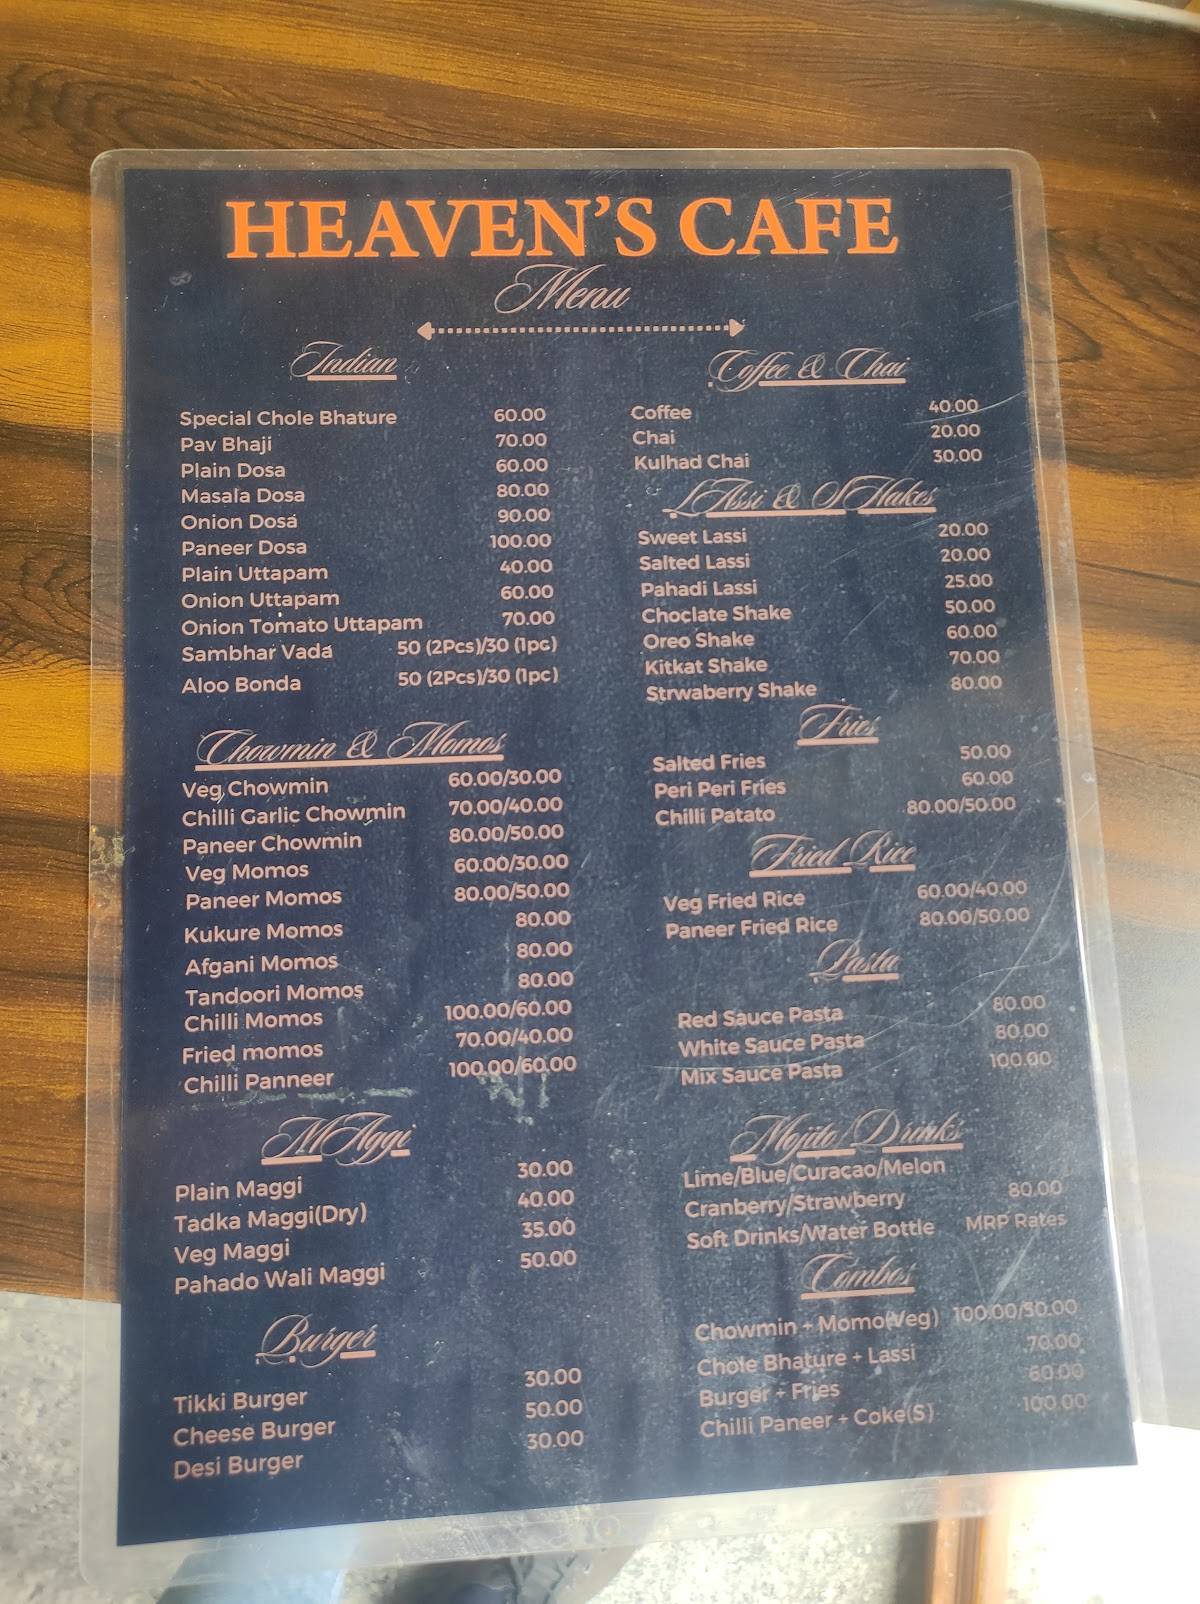 HEAVEN'S CAFE
Menu
Indian
Special Chole Bhature 60.00
Pav Bhaji 70.00
Plain Dosa 60.00
Masala Dosa 80.00
Onion Dosa 90.00
Paneer Dosa 100.00
Plain Uttapam 40.00
Onion Uttapam 60.00
Onion Tomato Uttapam 70.00
Sambhar Vada 50 (2Pcs)/30 (1pc)
Aloo Bonda 50 (2Pcs)/30 (1pc)
Chowmin & Momos
Veg Chowmin 60.00/30.00
Chilli Garlic Chowmin 70.00/40.00
Paneer Chowmin 80.00/50.00
Veg Momos 60.00/30.00
Paneer Momos 80.00/50.00
Kukure Momos 80.00
Afgani Momos 80.00
Tandoori Momos 80.00
Chilli Momos 100.00/60.00
Fried momos 70.00/40.00
Chilli Panneer 100.00/60.00
MAggi
Plain Maggi 30.00
Tadka Maggi(Dry) 40.00
Veg Maggi 35.00
Pahado Wali Maggi 50.00
Burger
Tikki Burger 30.00
Cheese Burger 50.00
Desi Burger 30.00
Coffee & Chai
Coffee 40.00
Chai 20.00
Kulhad Chai 30.00
LAssi & SHakes
Sweet Lassi 20.00
Salted Lassi 20.00
Pahadi Lassi 25.00
Choclate Shake 50.00
Oreo Shake 60.00
Kitkat Shake 70.00
Strwaberry Shake 80.00
Fries
Salted Fries 50.00
Peri Peri Fries 60.00
Chilli Patato 80.00/50.00
Fried Rice
Veg Fried Rice 60.00/40.00
Paneer Fried Rice 80.00/50.00
Pasta
Red Sauce Pasta 80.00
White Sauce Pasta 80.00
Mix Sauce Pasta 100.00
Mojito/Drinks
Lime/Blue/Curacao/Melon
Cranberry/Strawberry 80.00
Soft Drinks/Water Bottle MRP Rates
Combos
Chowmin + Momo(Veg) 100.00/50.00
Chole Bhature + Lassi 70.00
Burger + Fries 60.00
Chilli Paneer + Coke(S) 100.00